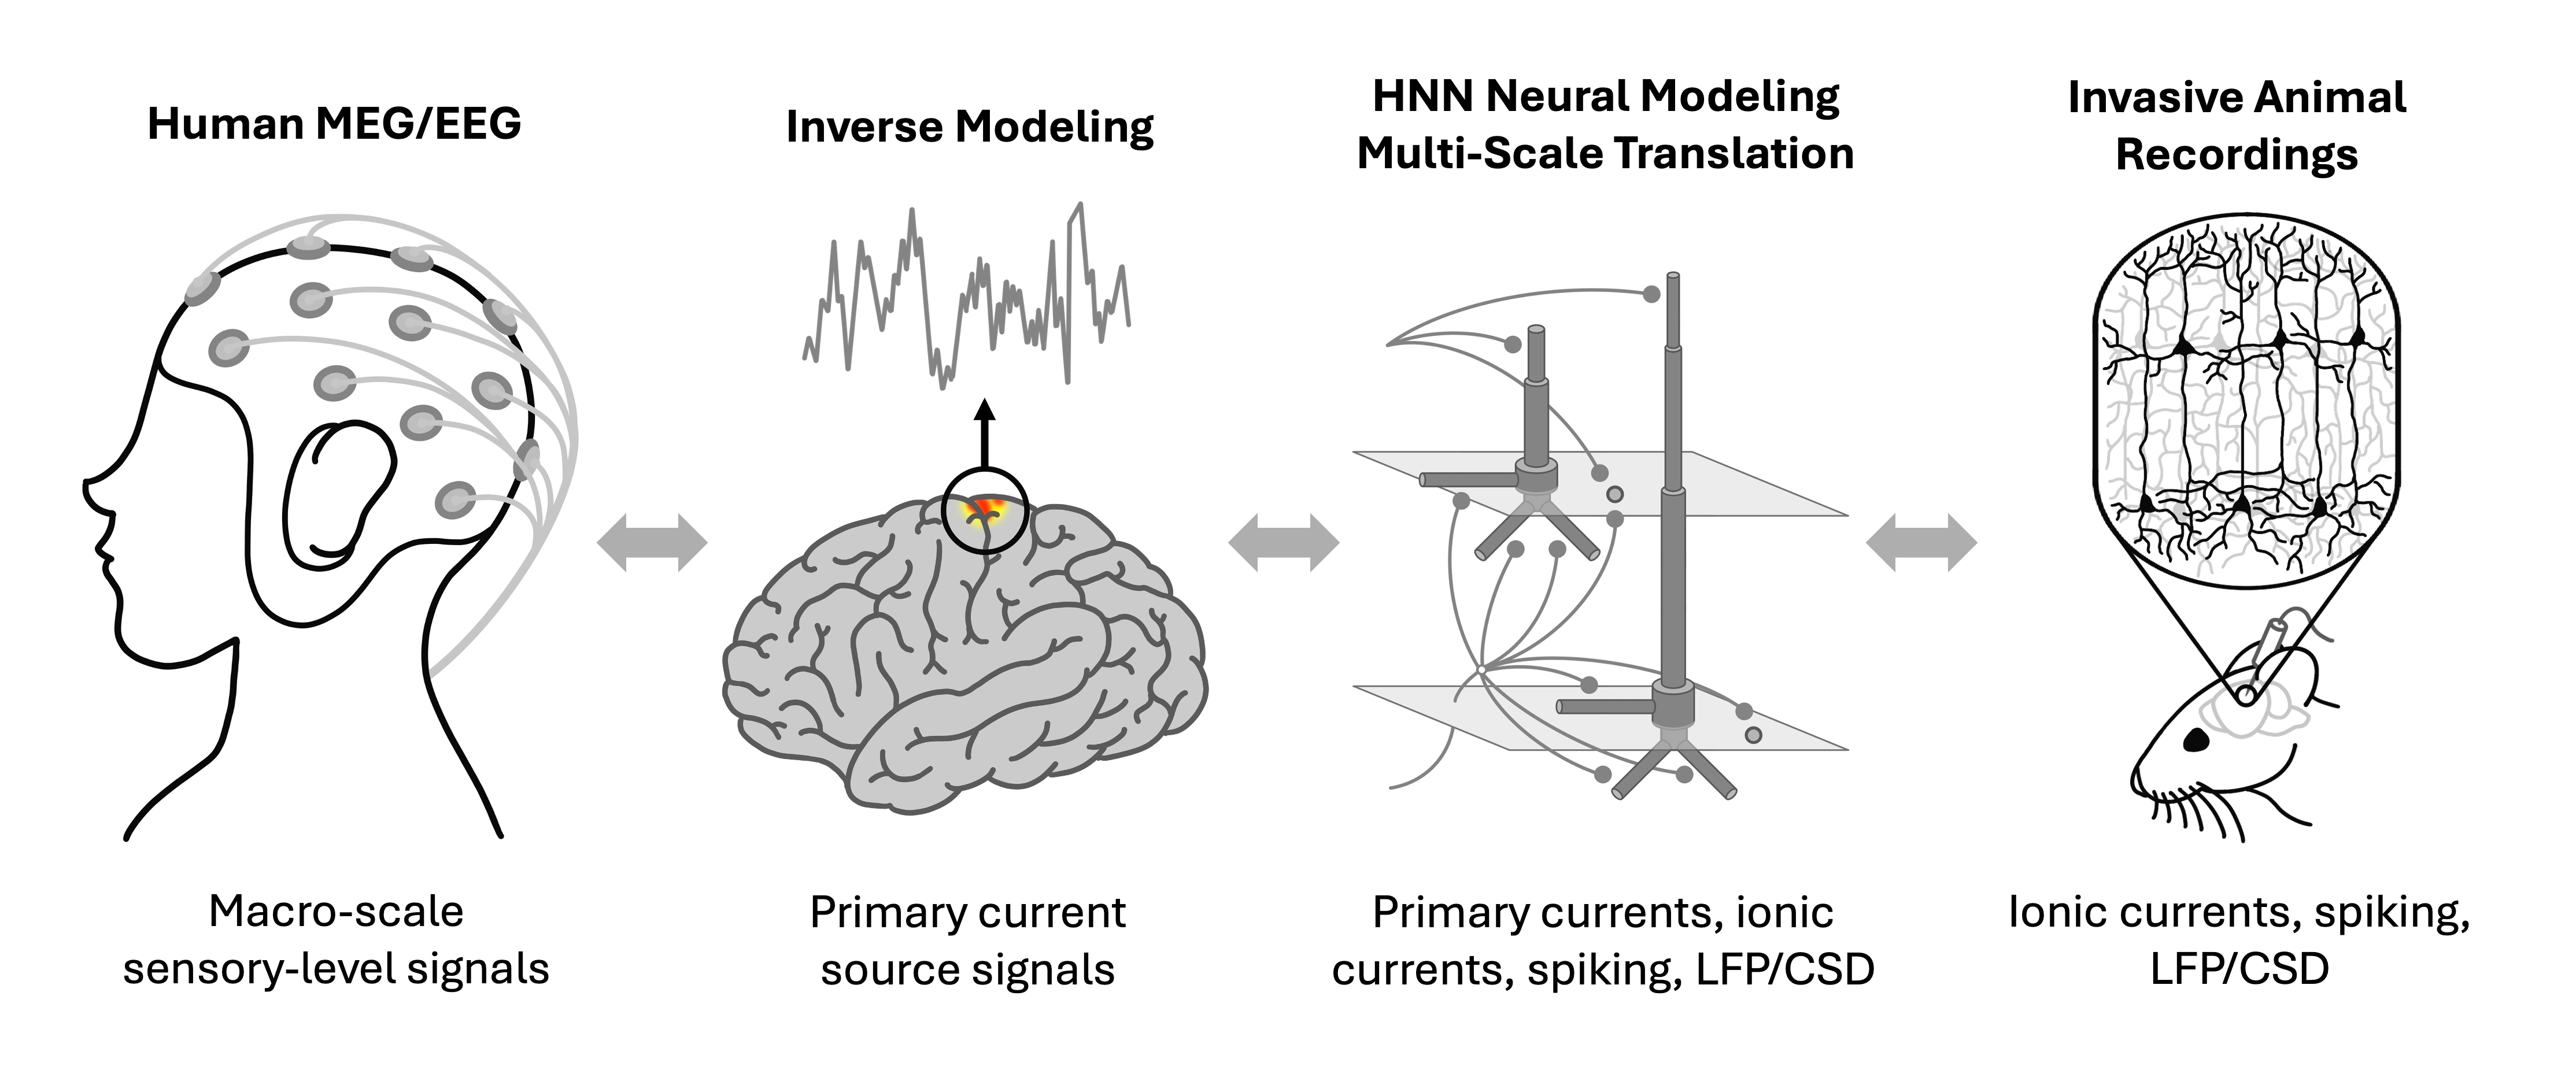 Human MEG/EEG
Inverse Modeling
HNN Neural Modeling
Multi-Scale Translation
Invasive Animal
Recordings
Macro-scale
sensory-level signals
Primary current
source signals
Primary currents, ionic
currents, spiking, LFP/CSD
Ionic currents, spiking,
LFP/CSD